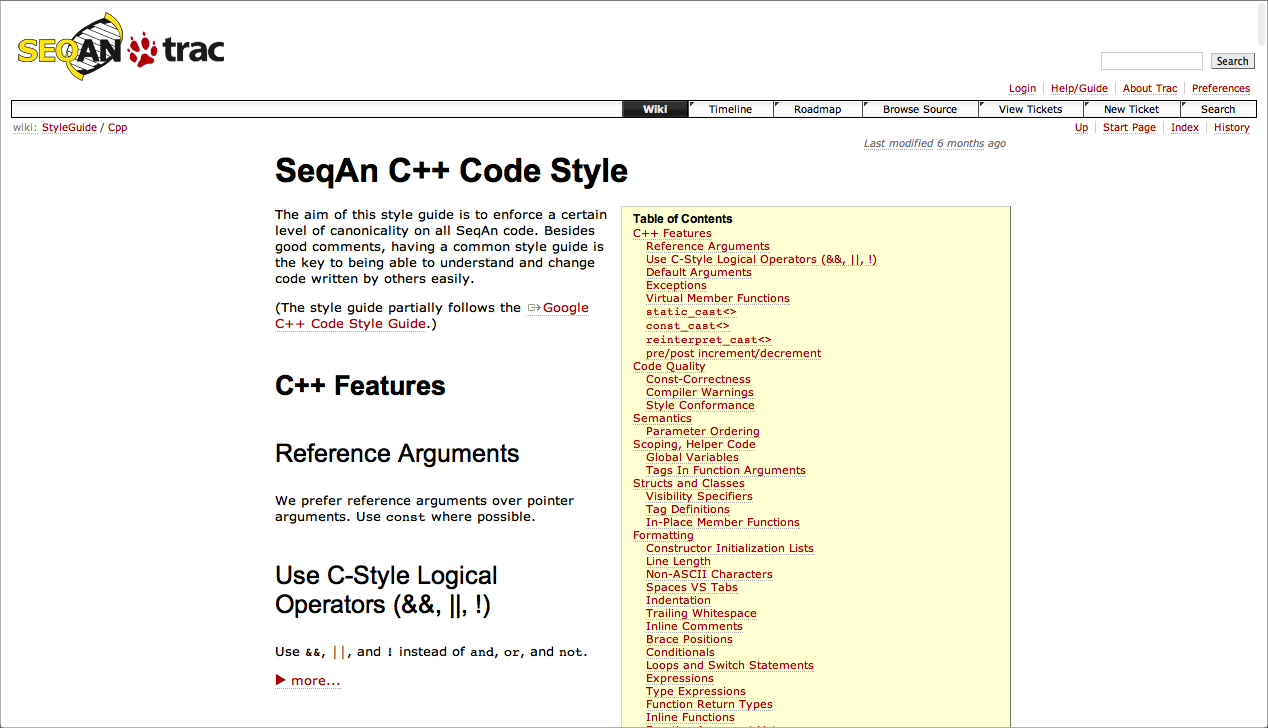 SEQAN trac
Search
Login Help/Guide About Trac Preferences
Wiki Timeline Roadmap Browse Source View Tickets New Ticket Search
wiki: StyleGuide / Cpp
Up Start Page Index History
Last modified 6 months ago
SeqAn C++ Code Style
The aim of this style guide is to enforce a certain
level of canonicality on all SeqAn code. Besides
good comments, having a common style guide is
the key to being able to understand and change
code written by others easily.
(The style guide partially follows the Google
C++ Code Style Guide.)
C++ Features
Reference Arguments
We prefer reference arguments over pointer
arguments. Use const where possible.
Use C-Style Logical
Operators (&&, ||, !)
Use &&, ||, and ! instead of and, or, and not.
more...
Table of Contents
C++ Features
Reference Arguments
Use C-Style Logical Operators (&&, ||, !)
Default Arguments
Exceptions
Virtual Member Functions
static_cast<>
const_cast<>
reinterpret_cast<>
pre/post increment/decrement
Code Quality
Const-Correctness
Compiler Warnings
Style Conformance
Semantics
Parameter Ordering
Scoping, Helper Code
Global Variables
Tags In Function Arguments
Structs and Classes
Visibility Specifiers
Tag Definitions
In-Place Member Functions
Formatting
Constructor Initialization Lists
Line Length
Non-ASCII Characters
Spaces VS Tabs
Indentation
Trailing Whitespace
Inline Comments
Brace Positions
Conditionals
Loops and Switch Statements
Expressions
Type Expressions
Function Return Types
Inline Functions